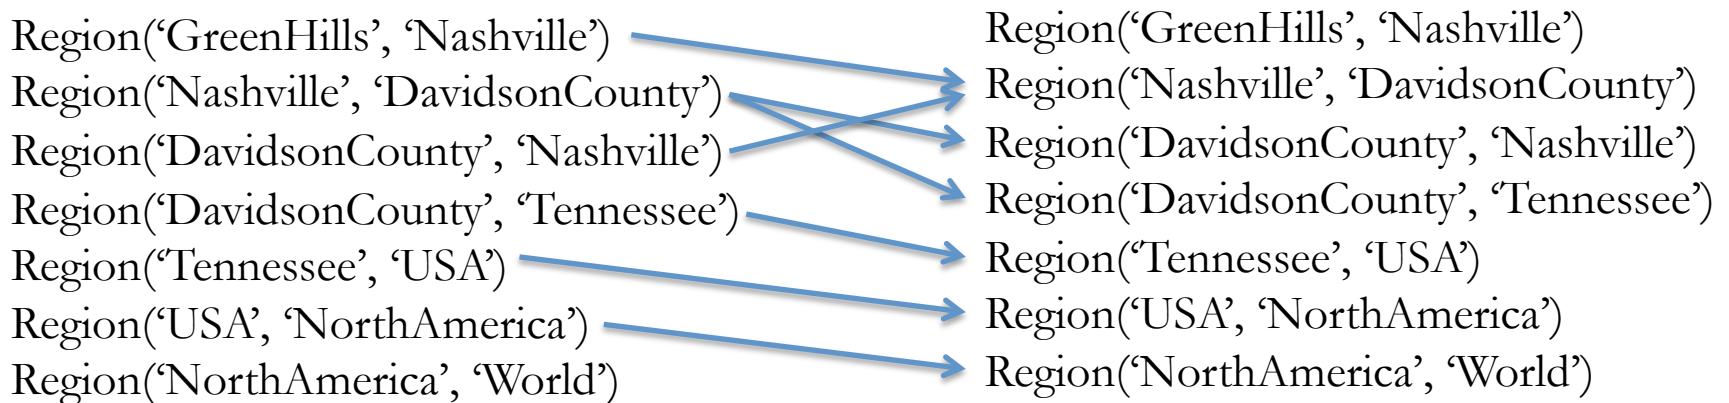 Region(‘GreenHills’, ‘Nashville’)
Region(‘Nashville’, ‘DavidsonCounty’)
Region(‘DavidsonCounty’, ‘Nashville’)
Region(‘DavidsonCounty’, ‘Tennessee’)
Region(‘Tennessee’, ‘USA’)
Region(‘USA’, ‘NorthAmerica’)
Region(‘NorthAmerica’, ‘World’)
Region(‘GreenHills’, ‘Nashville’)
Region(‘Nashville’, ‘DavidsonCounty’)
Region(‘DavidsonCounty’, ‘Nashville’)
Region(‘DavidsonCounty’, ‘Tennessee’)
Region(‘Tennessee’, ‘USA’)
Region(‘USA’, ‘NorthAmerica’)
Region(‘NorthAmerica’, ‘World’)